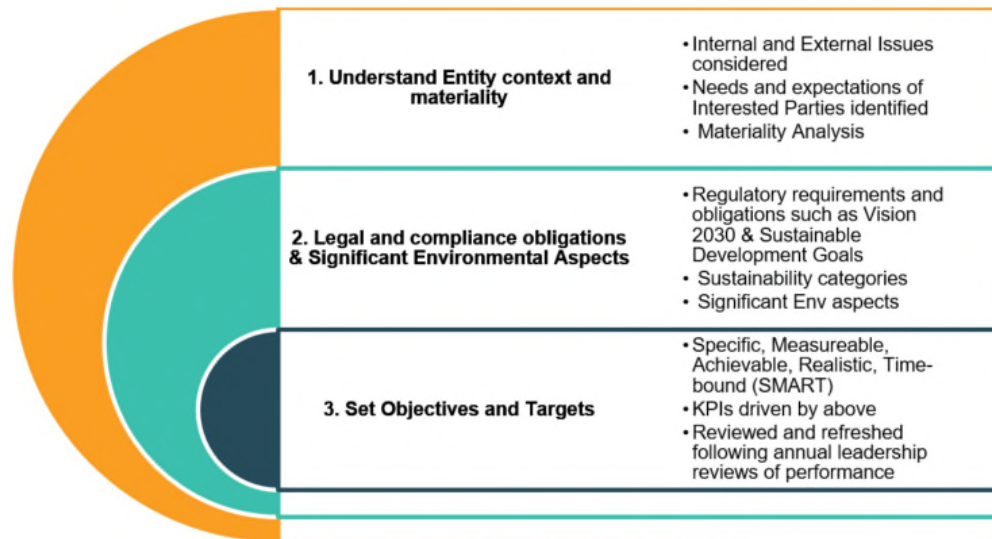 1. Understand Entity context and
materiality
• Internal and External Issues
considered
• Needs and expectations of
Interested Parties identified
• Materiality Analysis
2. Legal and compliance obligations
& Significant Environmental Aspects
• Regulatory requirements and
obligations such as Vision
2030 & Sustainable
Development Goals
• Sustainability categories
• Significant Env aspects
3. Set Objectives and Targets
• Specific, Measureable,
Achievable, Realistic, Time-
bound (SMART)
• KPIs driven by above
• Reviewed and refreshed
following annual leadership
reviews of performance